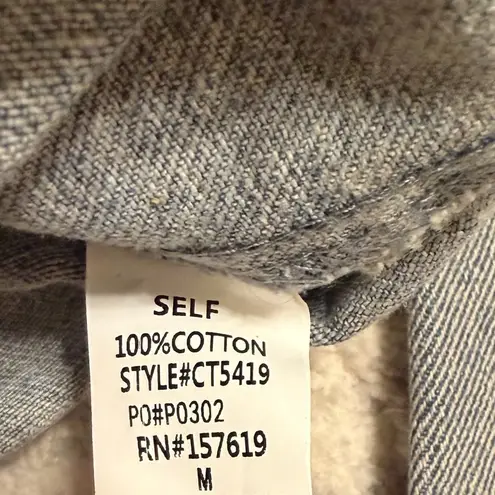 SELF
100%COTTON
STYLE#CT5419
PO#P0302
RN#157619
M